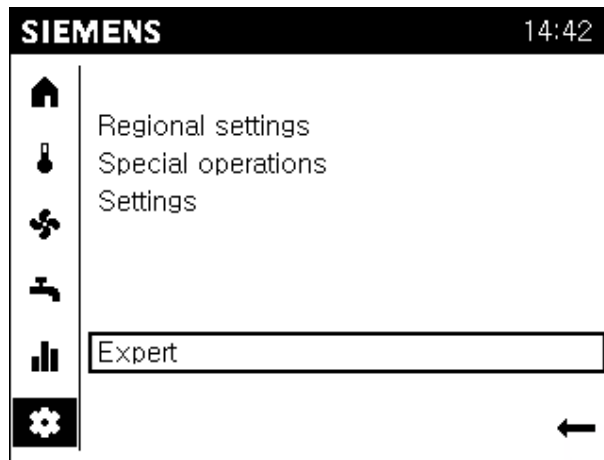 SIEMENS 14:42
Regional settings
Special operations
Settings
Expert